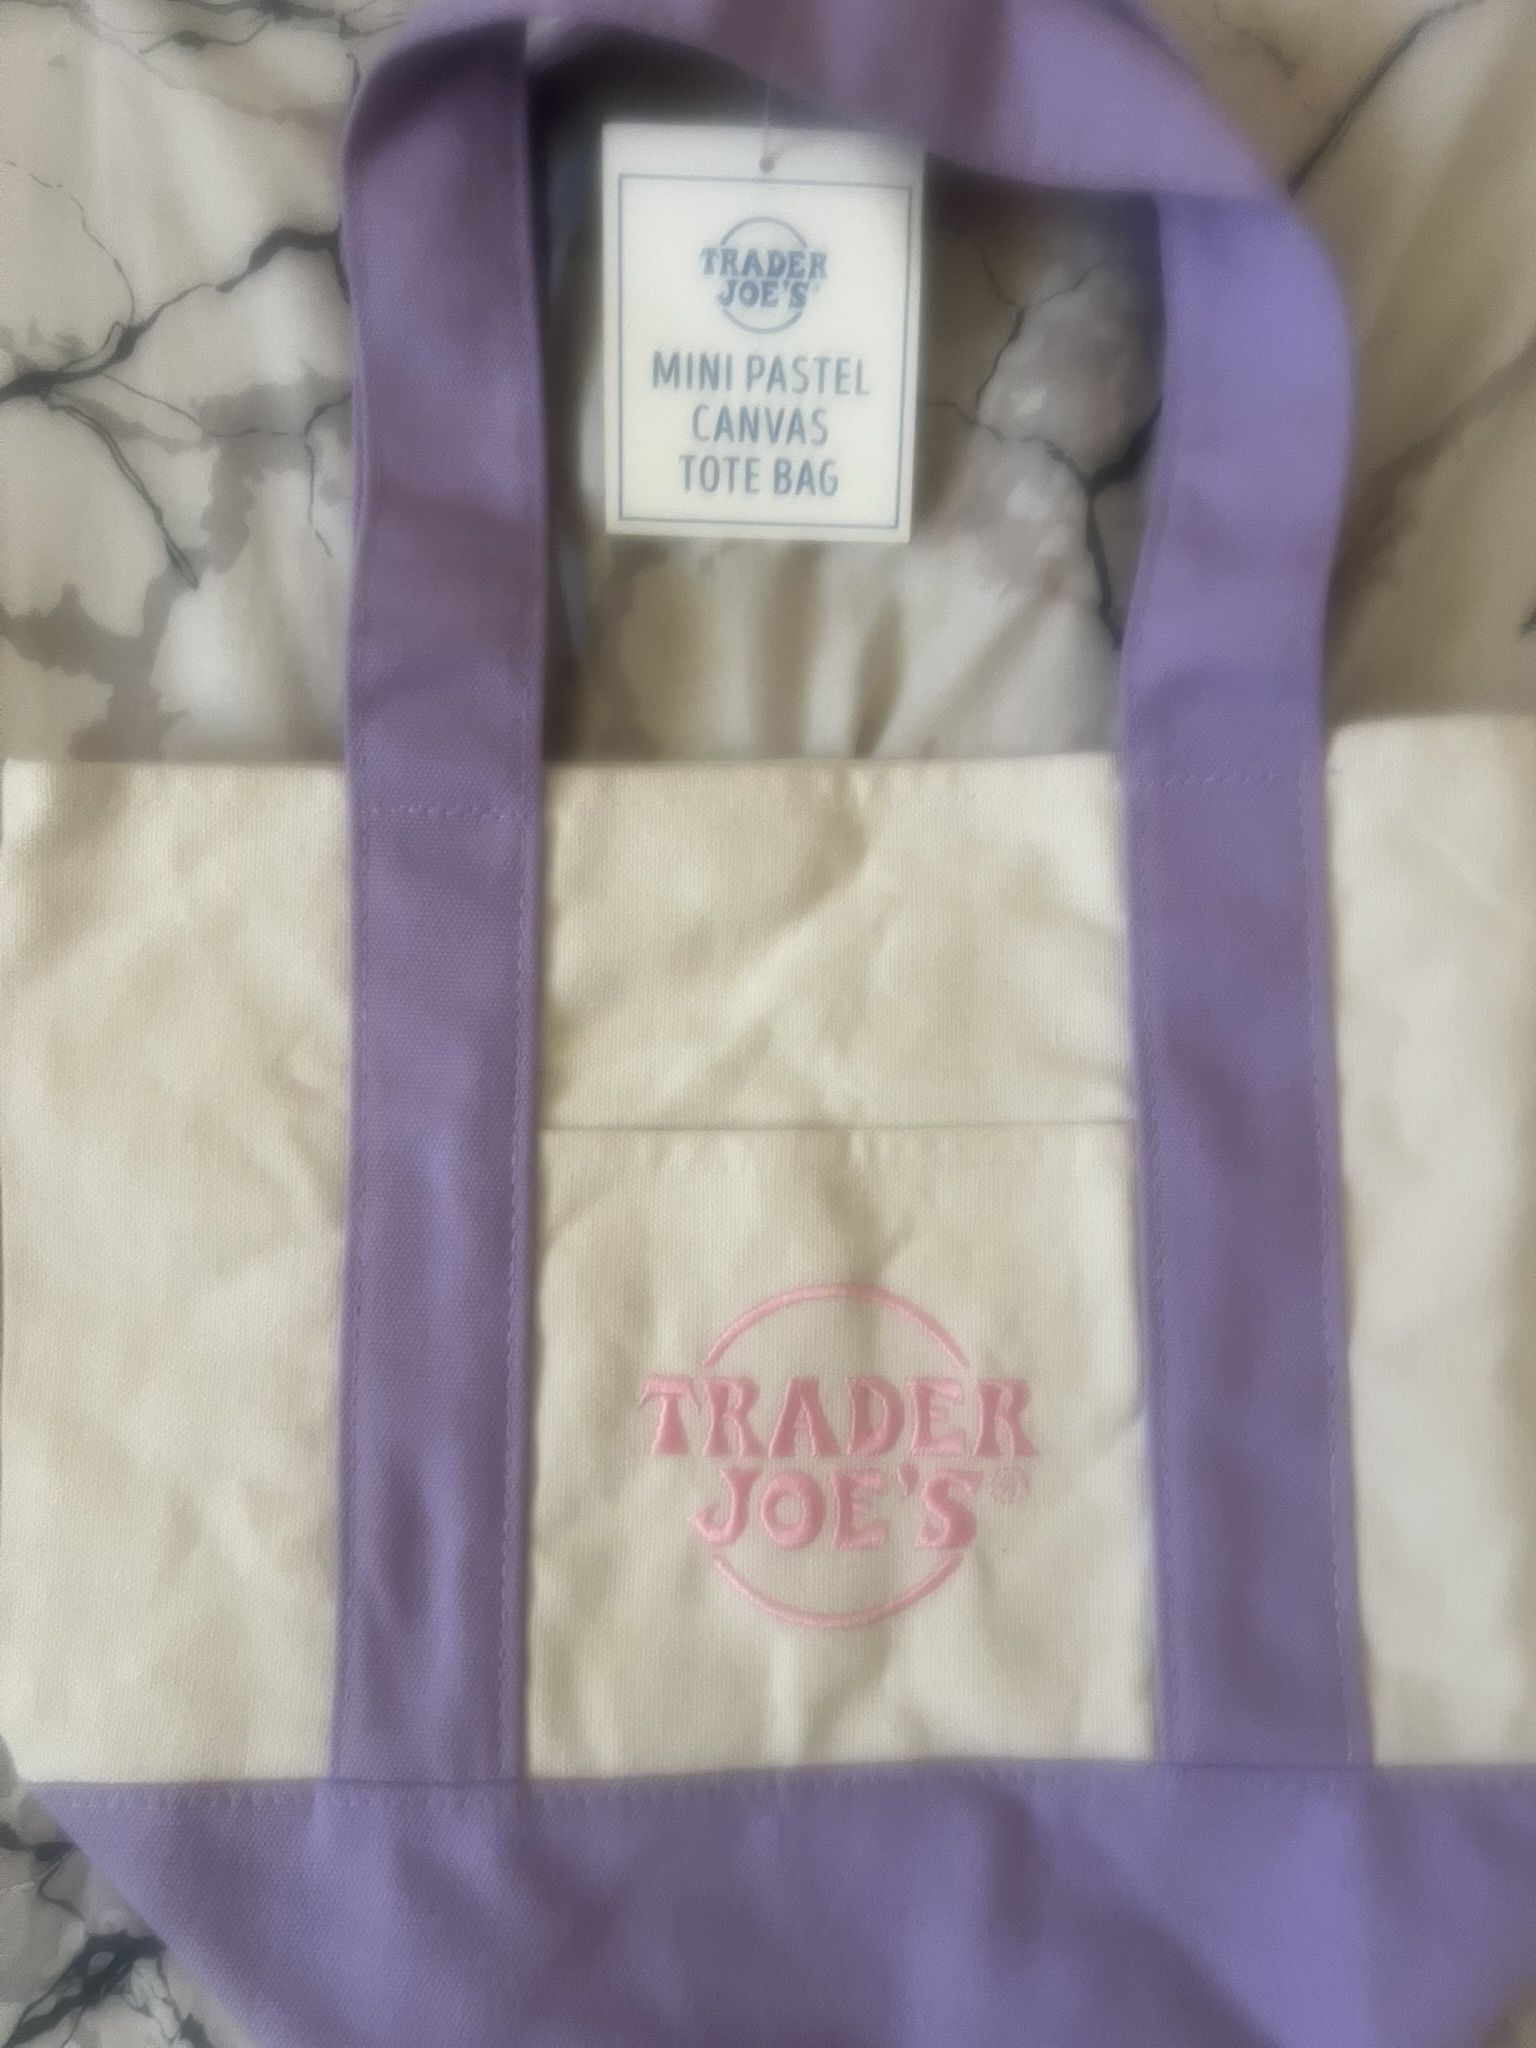 TRADER
JOE'S
MINI PASTEL
CANVAS
TOTE BAG
TRADER
JOE'S®